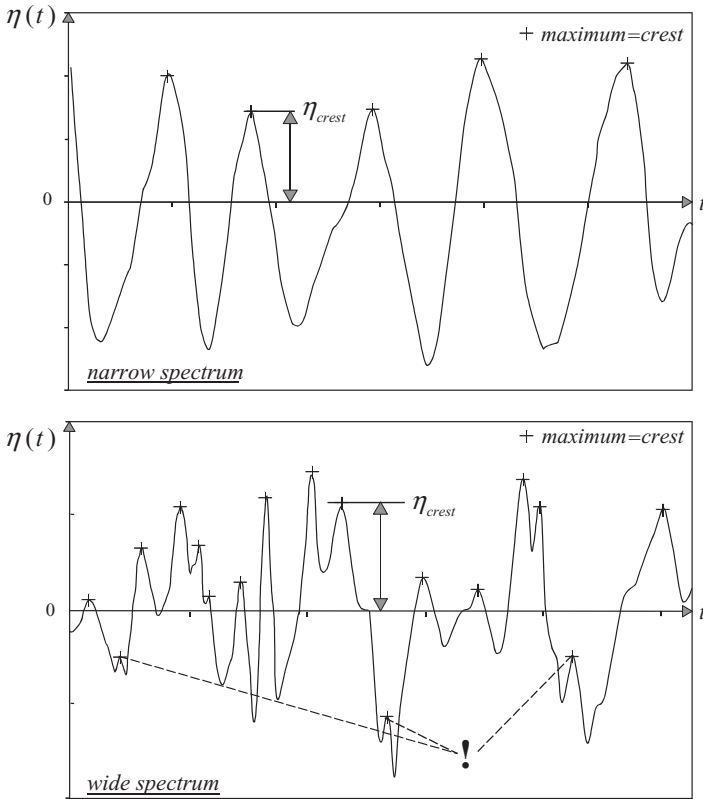 η(t)
+ maximum=crest
η_crest
0
t
narrow spectrum
η(t)
+ maximum=crest
η_crest
0
t
!
wide spectrum